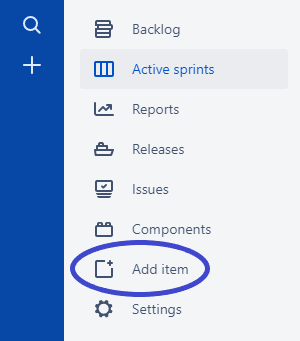 Backlog
Active sprints
Reports
Releases
Issues
Components
Add item
Settings